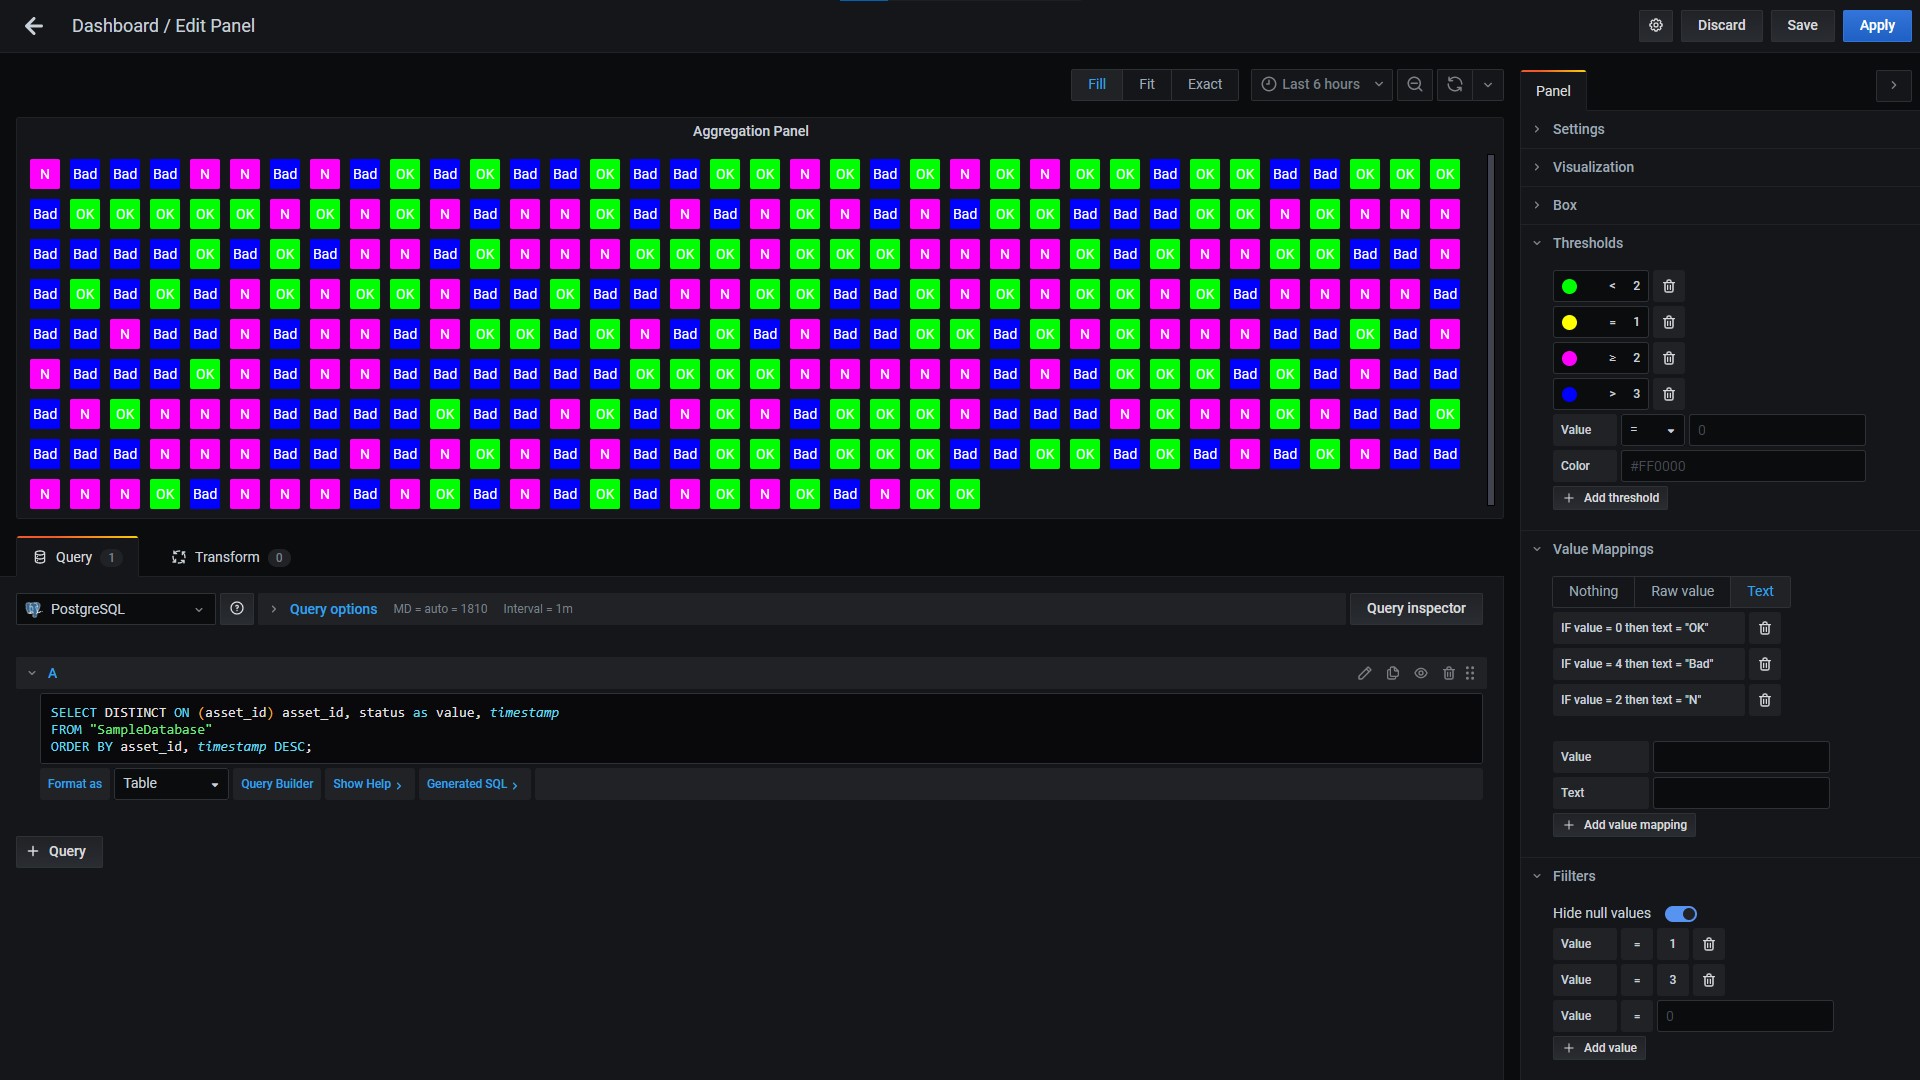 Dashboard / Edit Panel
Discard Save Apply
Fill Fit Exact Last 6 hours
Panel
Aggregation Panel
N Bad Bad Bad N N Bad N Bad OK Bad OK Bad Bad OK Bad Bad OK OK N OK Bad OK N OK N OK OK Bad OK OK Bad Bad OK OK OK
Bad OK OK OK OK OK N OK N OK N Bad N N OK Bad N Bad N OK N Bad N Bad OK OK Bad Bad Bad OK OK N OK N N N
Bad Bad Bad Bad OK Bad OK Bad N N Bad OK N N N OK OK OK N OK OK OK N N N N OK Bad OK N N OK OK Bad Bad N
Bad OK Bad OK Bad N OK N OK OK N Bad Bad OK Bad Bad N N OK OK Bad Bad OK N OK N OK OK N OK Bad N N N N Bad
Bad Bad N Bad Bad N Bad N N Bad N OK OK Bad OK N Bad OK Bad N Bad Bad OK OK Bad OK N OK N N N Bad Bad OK Bad N
N Bad Bad Bad OK N Bad N N Bad Bad Bad Bad Bad Bad OK OK OK OK N N N N N Bad N Bad OK OK OK Bad OK Bad N Bad Bad
Bad N OK N N N Bad Bad Bad Bad OK Bad Bad N OK Bad N OK N Bad OK OK OK N Bad Bad Bad N OK N N OK N Bad Bad OK
Bad Bad Bad N N N Bad Bad N Bad N OK N Bad N Bad Bad OK OK Bad OK OK OK Bad Bad OK OK Bad OK Bad N Bad OK N Bad Bad
N N N OK Bad N N N Bad N OK Bad N Bad OK Bad N OK N OK Bad N OK OK
Query 1 Transform 0
PostgreSQL Query options MD = auto = 1810 Interval = 1m Query inspector
A
SELECT DISTINCT ON (asset_id) asset_id, status as value, timestamp
FROM "SampleDatabase"
ORDER BY asset_id, timestamp DESC;
Format as Table Query Builder Show Help Generated SQL
+ Query
Settings
Visualization
Box
Thresholds
< 2
= 1
≥ 2
> 3
Value = 0
Color #FF0000
+ Add threshold
Value Mappings
Nothing Raw value Text
IF value = 0 then text = "OK"
IF value = 4 then text = "Bad"
IF value = 2 then text = "N"
Value
Text
+ Add value mapping
Fiilters
Hide null values
Value = 1
Value = 3
Value = 0
+ Add value